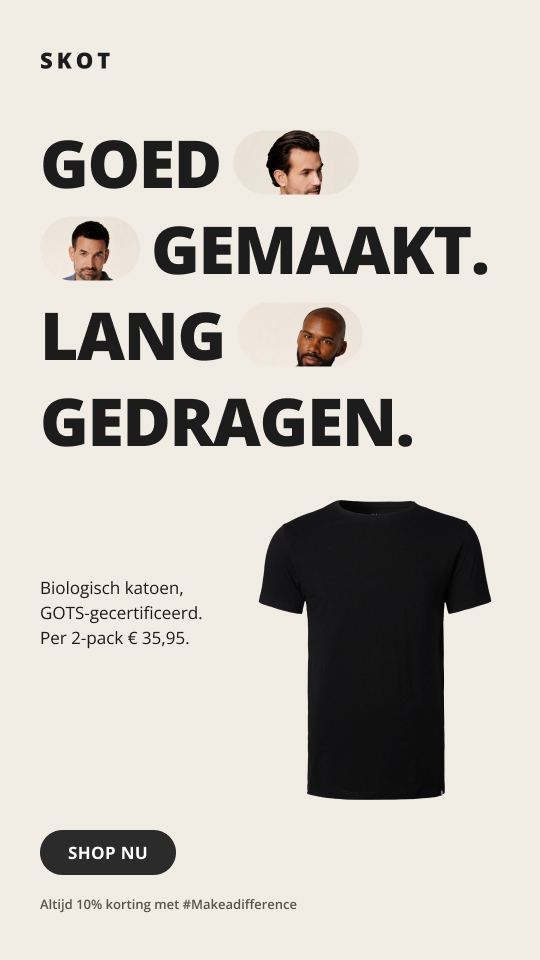 SKOT
GOED
GEMAAKT.
LANG
GEDRAGEN.
Biologisch katoen,
GOTS-gecertificeerd.
Per 2-pack € 35,95.
SHOP NU
Altijd 10% korting met #Makeadifference